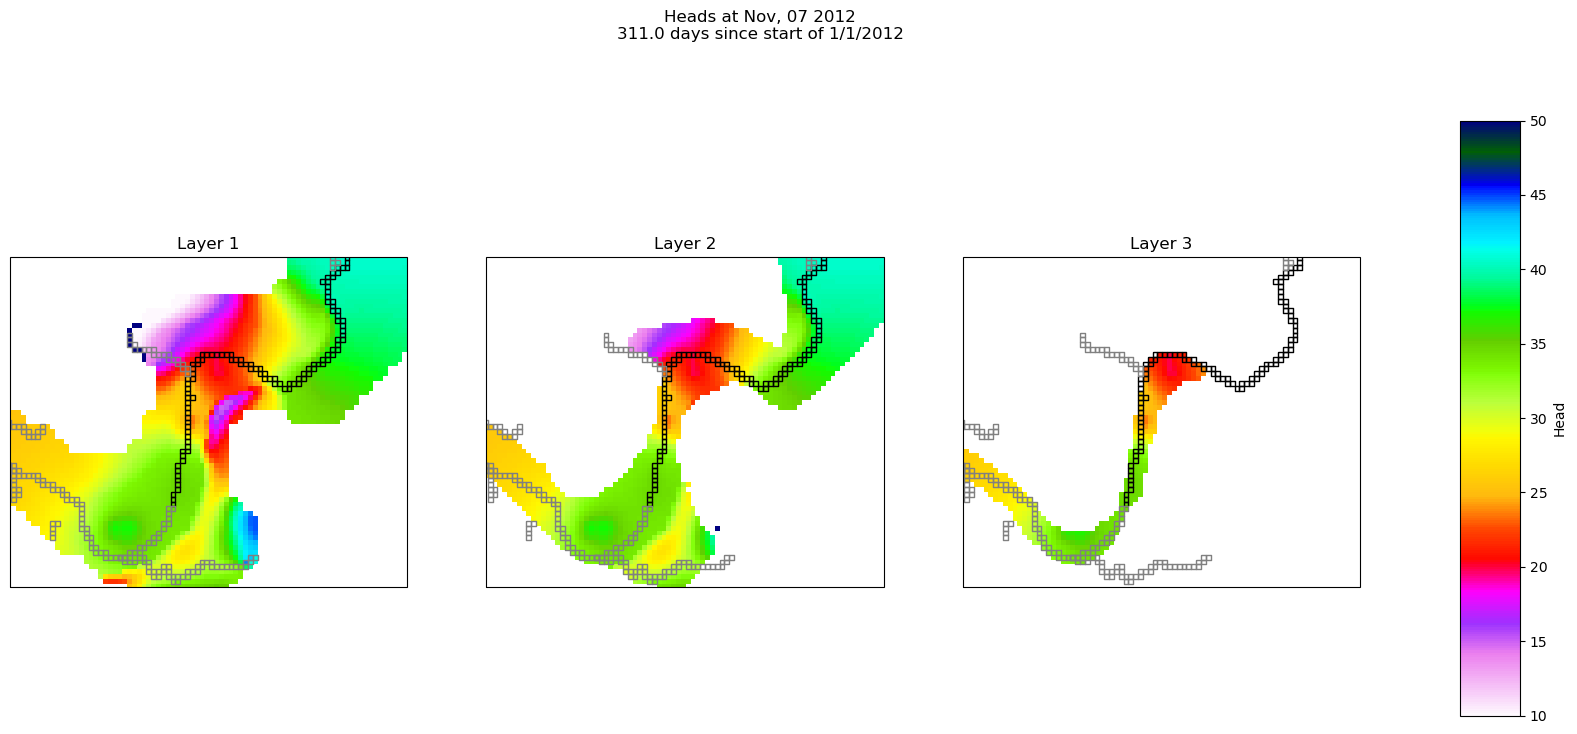 Heads at Nov, 07 2012
311.0 days since start of 1/1/2012
Layer 1
Layer 2
Layer 3
50
45
40
35
30
25
20
15
10
Head